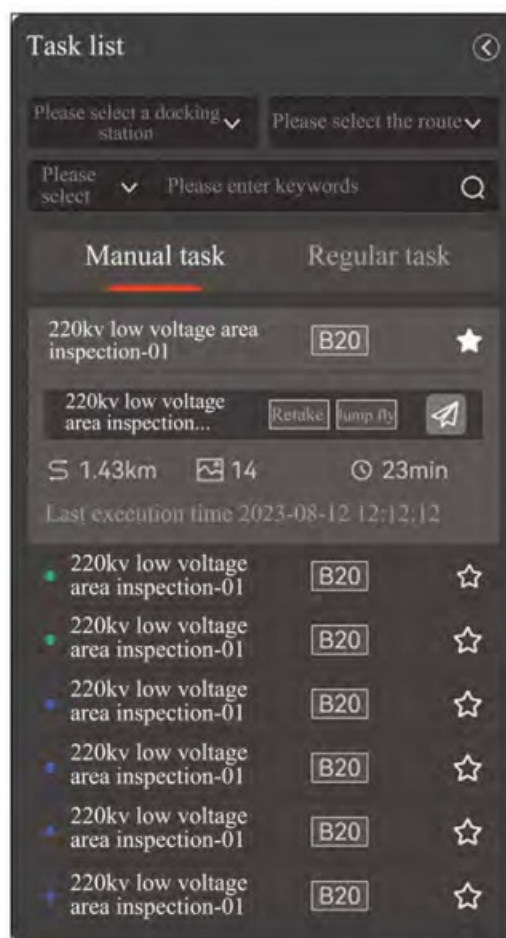 Task list
Please select a docking
station
Please select the route
Please
select
Please enter keywords
Manual task
Regular task
220kv low voltage area
inspection-01
B20
220kv low voltage
area inspection...
Retake
Jump fly
1.43km
14
23min
Last execution time 2023-08-12 12:12:12
220kv low voltage
area inspection-01
B20
220kv low voltage
area inspection-01
B20
220kv low voltage
area inspection-01
B20
220kv low voltage
area inspection-01
B20
220kv low voltage
area inspection-01
B20
220kv low voltage
area inspection-01
B20